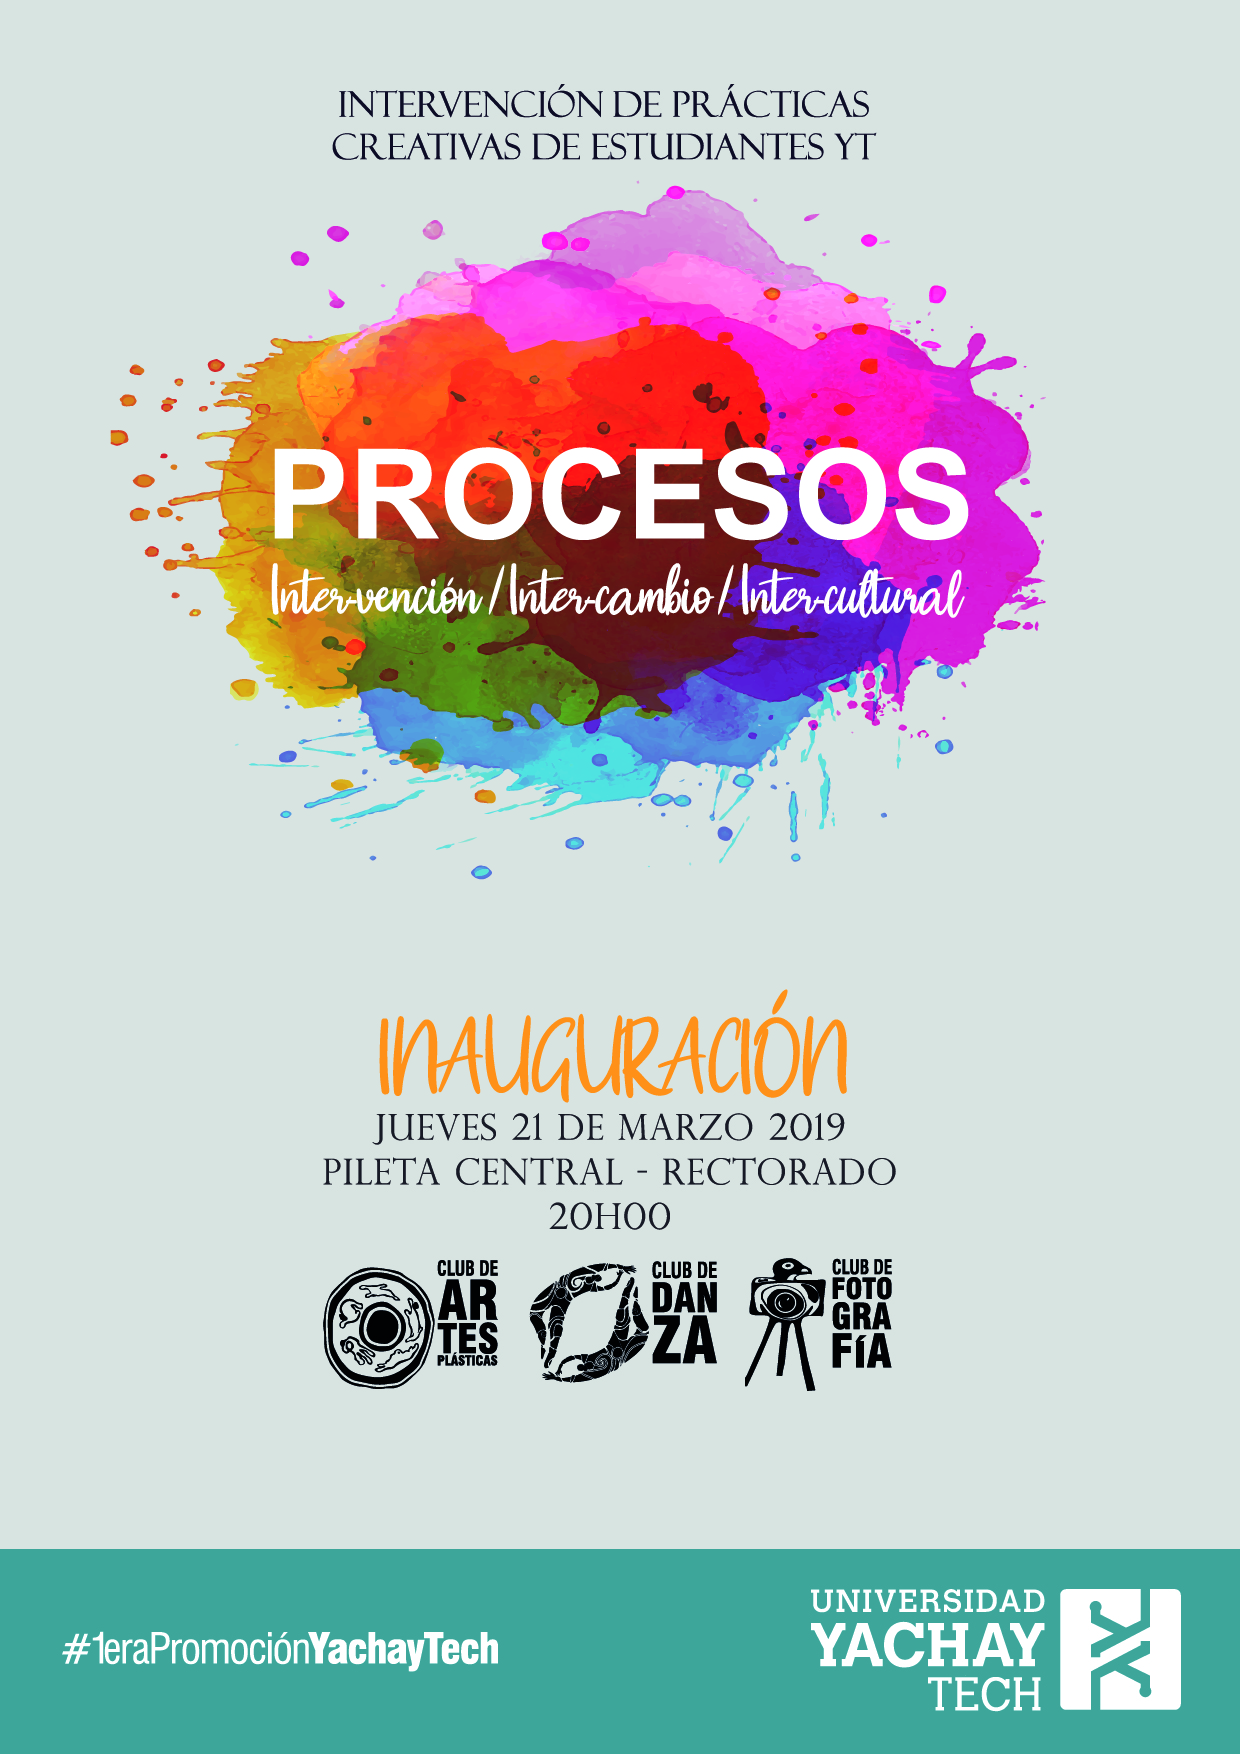 INTERVENCIÓN DE PRÁCTICAS
CREATIVAS DE ESTUDIANTES YT
PROCESOS
Inter-vención / Inter-cambio / Inter-cultural
INAUGURACIÓN
JUEVES 21 DE MARZO 2019
PILETA CENTRAL - RECTORADO
20H00
CLUB DE
AR
TES
PLÁSTICAS
CLUB DE
DAN
ZA
CLUB DE
FOTO
GRA
FíA
#1eraPromociónYachayTech
UNIVERSIDAD
YACHAY
TECH